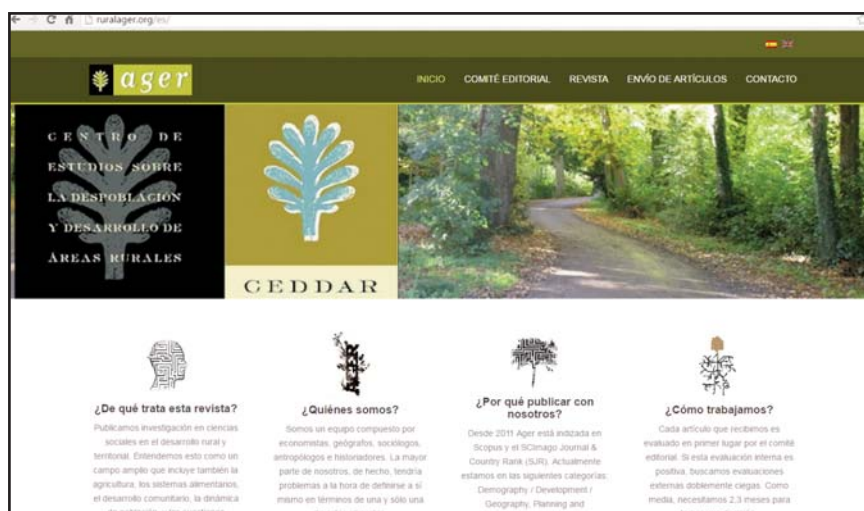 ruralager.org/es/
ager
INICIO COMITÉ EDITORIAL REVISTA ENVÍO DE ARTÍCULOS CONTACTO
CENTRO DE
ESTUDIOS SOBRE
LA DESPOBLACIÓN
Y DESARROLLO DE
ÁREAS RURALES
CEDDAR
¿De qué trata esta revista?
Publicamos investigación en ciencias
sociales en el desarrollo rural y
territorial. Entendemos esto como un
campo amplio que incluye también la
agricultura, los sistemas alimentarios,
el desarrollo comunitario, la dinámica
AGER
¿Quiénes somos?
Somos un equipo compuesto por
economistas, geógrafos, sociólogos,
antropólogos e historiadores. La mayor
parte de nosotros, de hecho, tendría
problemas a la hora de definirse a sí
mismo en términos de una y sólo una
¿Por qué publicar con
nosotros?
Desde 2011 Ager está indizada en
Scopus y el SCImago Journal &
Country Rank (SJR). Actualmente
estamos en las siguientes categorías:
Demography / Development /
Geography, Planning and
¿Cómo trabajamos?
Cada artículo que recibimos es
evaluado en primer lugar por el comité
editorial. Si esta evaluación interna es
positiva, buscamos evaluaciones
externas doblemente ciegas. Como
media, necesitamos 2,3 meses para